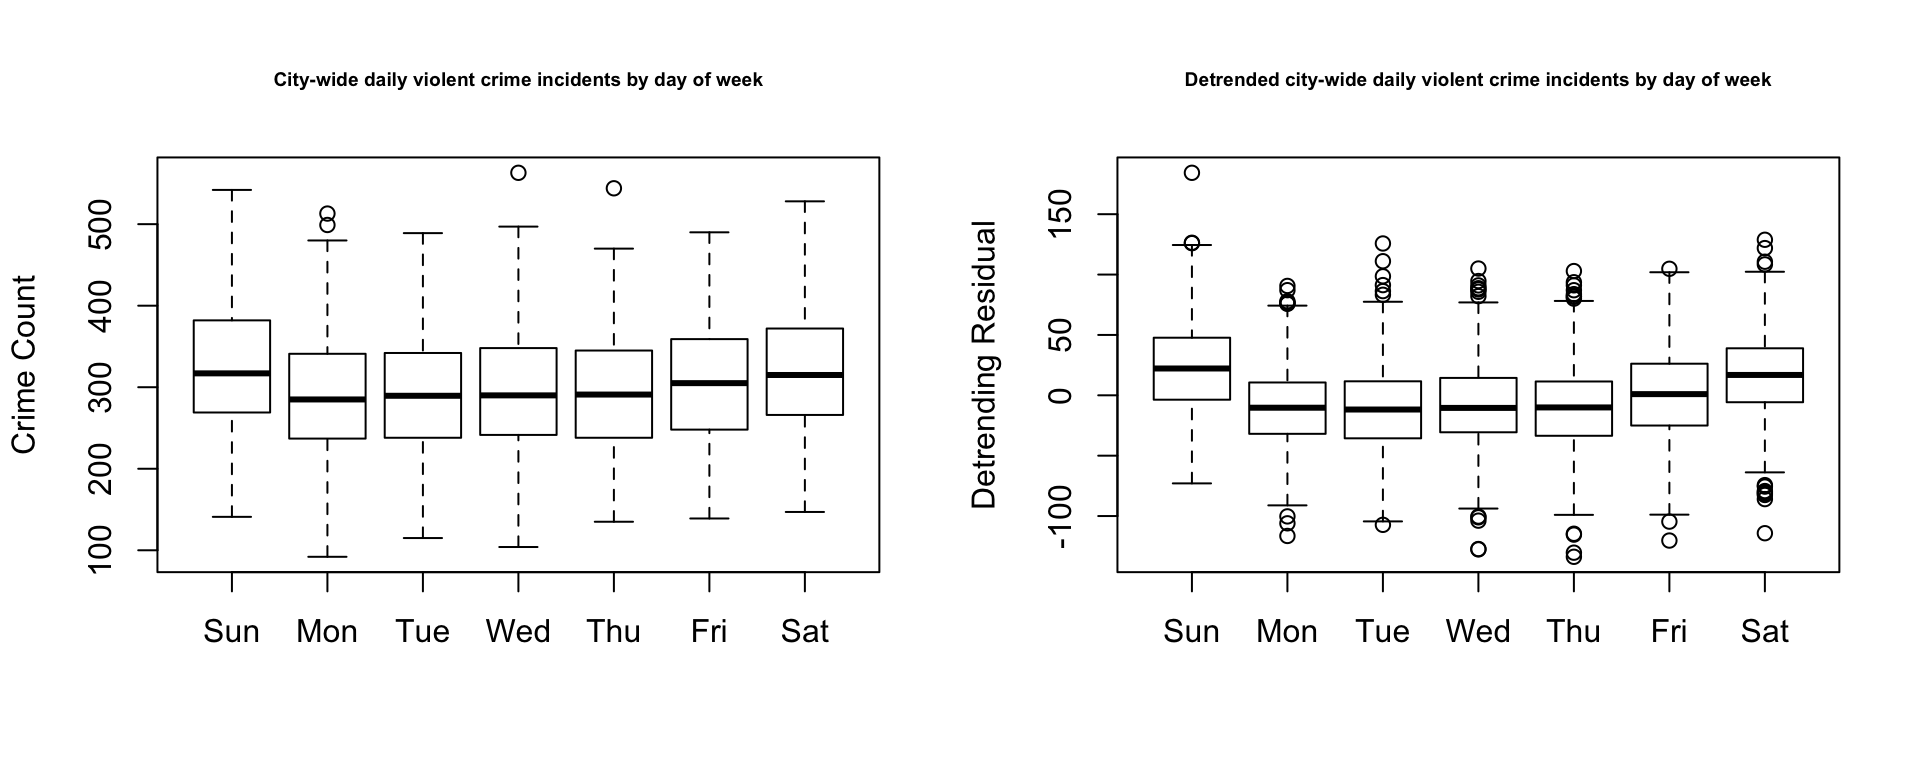 City-wide daily violent crime incidents by day of week
Crime Count
500
400
300
200
100
Sun Mon Tue Wed Thu Fri Sat
Detrended city-wide daily violent crime incidents by day of week
Detrending Residual
150
50
0
-100
Sun Mon Tue Wed Thu Fri Sat